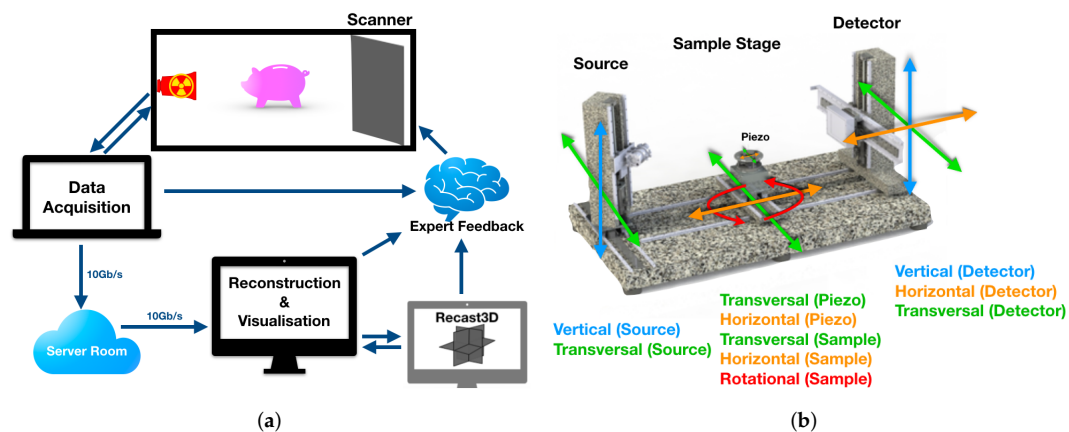 Scanner
Data
Acquisition
Expert Feedback
10Gb/s
Reconstruction
&
Visualisation
10Gb/s
Server Room
Recast3D
(a)
Detector
Sample Stage
Source
Piezo
Vertical (Source)
Transversal (Source)
Transversal (Piezo)
Horizontal (Piezo)
Transversal (Sample)
Horizontal (Sample)
Rotational (Sample)
Vertical (Detector)
Horizontal (Detector)
Transversal (Detector)
(b)